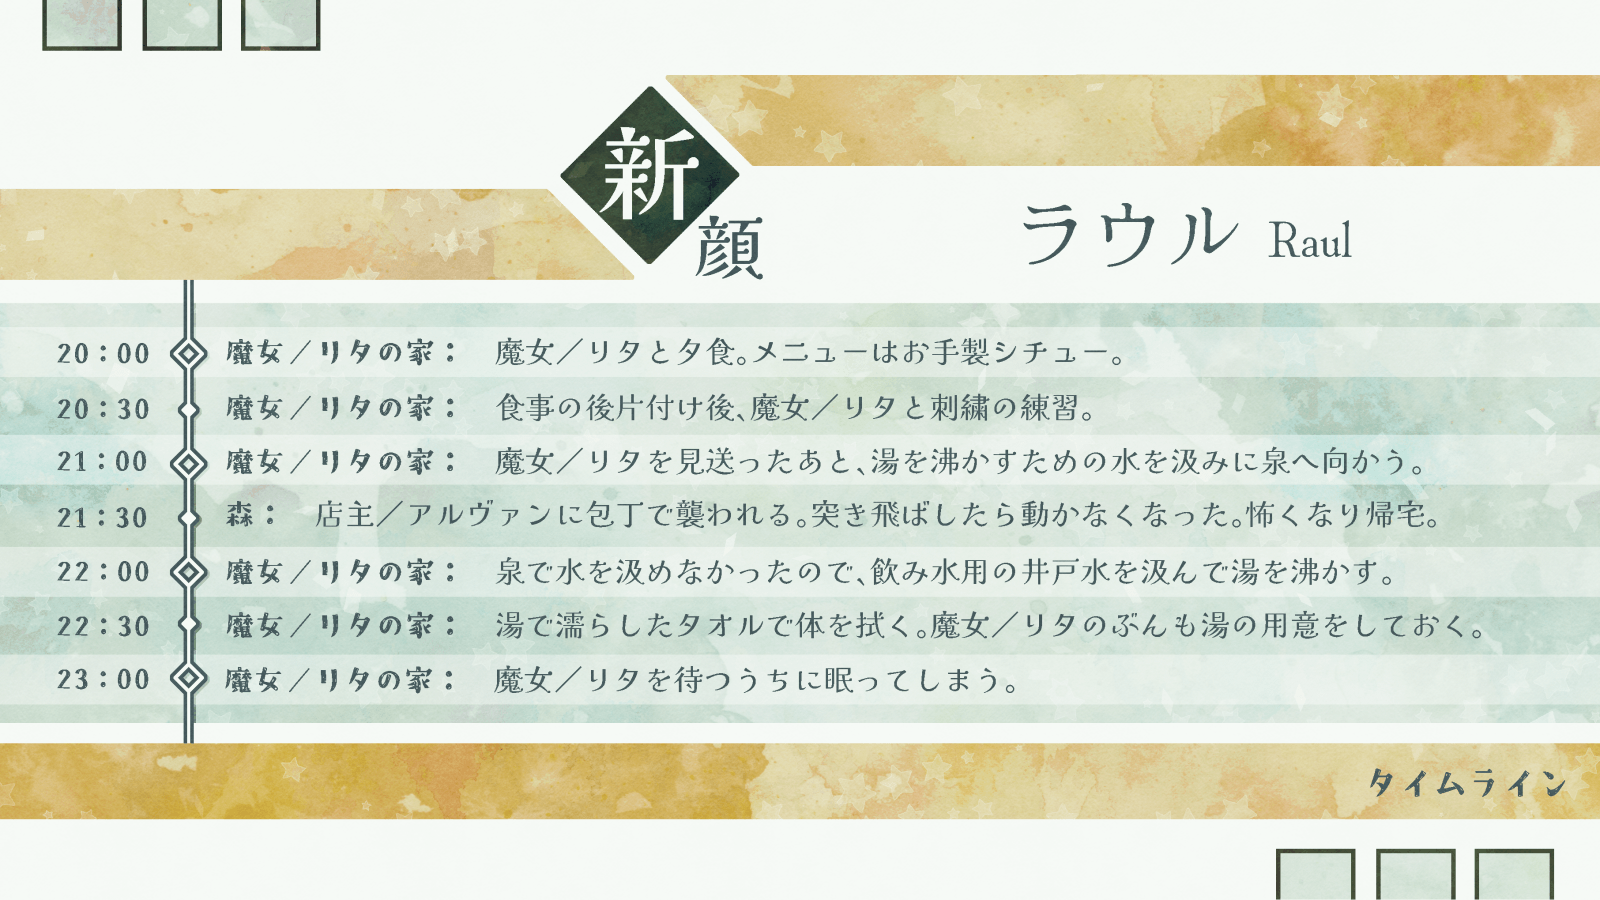 新顔
ラウル Raul
20：00 魔女／リタの家： 魔女／リタと夕食。メニューはお手製シチュー。
20：30 魔女／リタの家： 食事の後片付け後、魔女／リタと刺繍の練習。
21：00 魔女／リタの家： 魔女／リタを見送ったあと、湯を沸かすための水を汲みに泉へ向かう。
21：30 森： 店主／アルヴァンに包丁で襲われる。突き飛ばしたら動かなくなった。怖くなり帰宅。
22：00 魔女／リタの家： 泉で水を汲めなかったので、飲み水用の井戸水を汲んで湯を沸かす。
22：30 魔女／リタの家： 湯で濡らしたタオルで体を拭く。魔女／リタのぶんも湯の用意をしておく。
23：00 魔女／リタの家： 魔女／リタを待つうちに眠ってしまう。
タイムライン